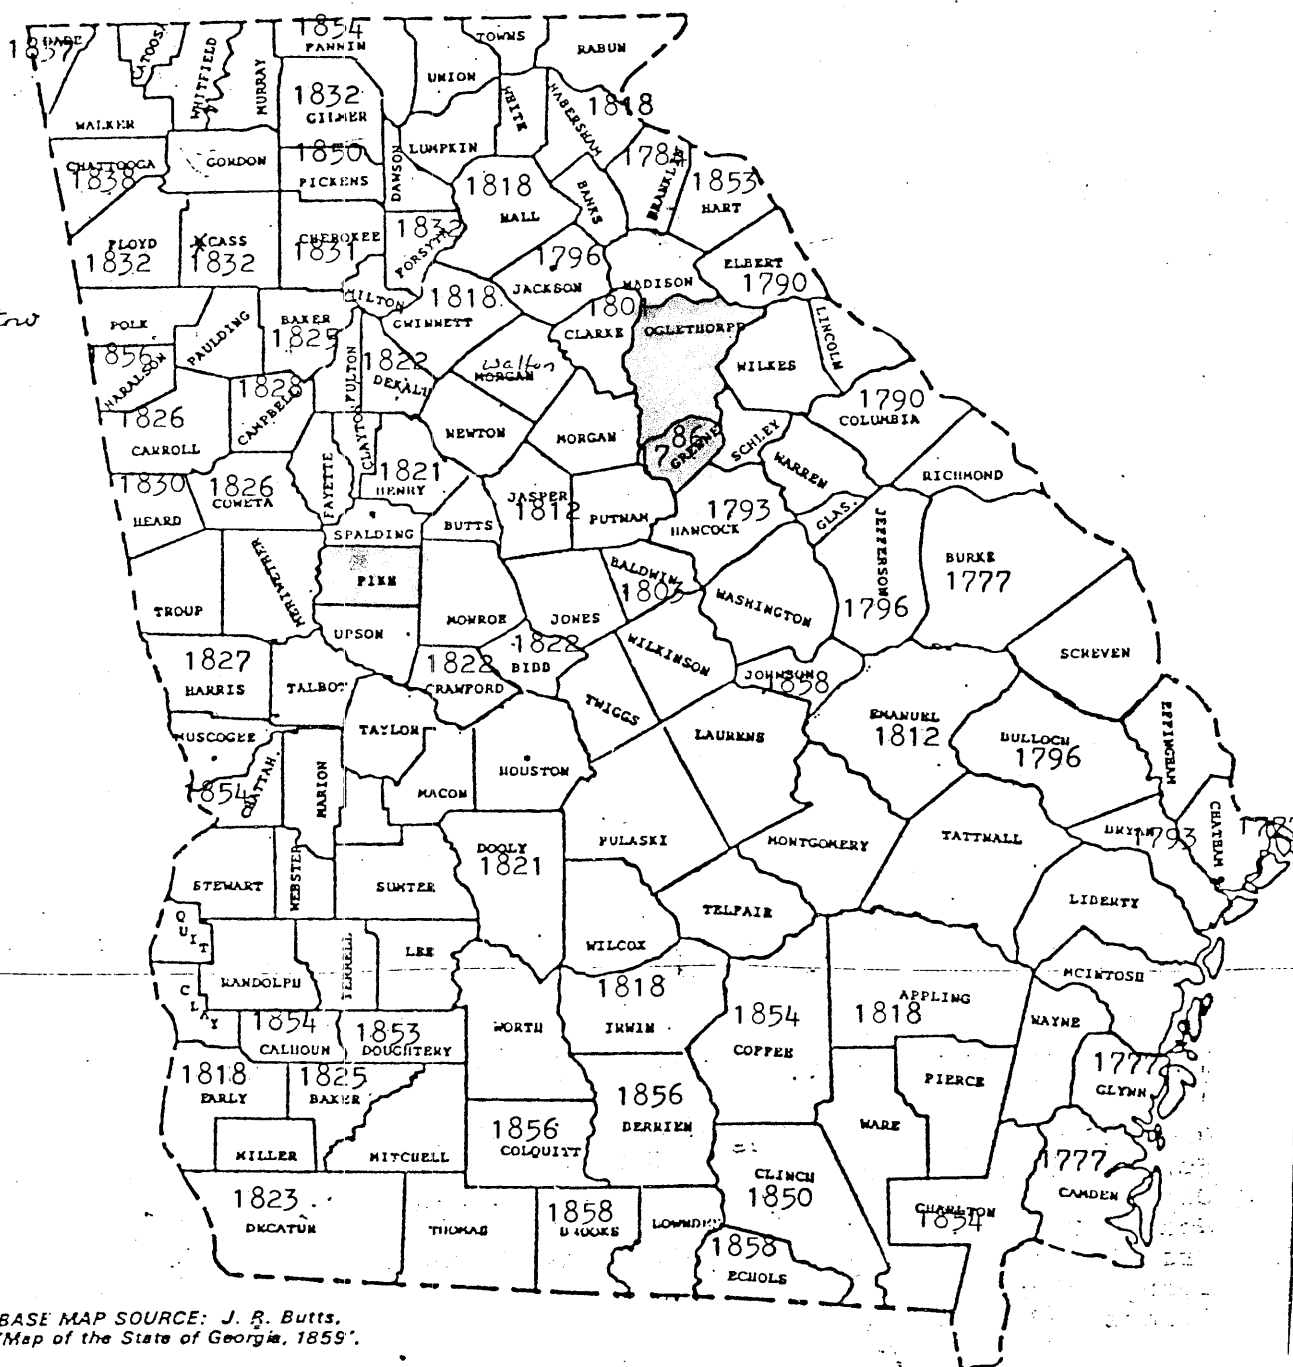 1854
TOWNS
RABUN
1837
DADE
CATOOSA
FANNIN
UNION
WHITFIELD
MURRAY
1832
GILMER
WHITE
HABERSHAM
1818
WALKER
LUMPKIN
CHATTOOGA
1838
GORDON
1850
PICKENS
DAWSON
1818
HALL
BANKS
1784
FRANKLIN
1853
HART
FLOYD
1832
CASS
1832
CHEROKEE
1831
1832
FORSYTH
1796
JACKSON
MADISON
ELBERT
1790
MILTON
1818
GWINNETT
1801
CLARKE
OGLETHORPE
LINCOLN
POLK
PAULDING
BAKER
1825
1856
HARALSON
FULTON
1822
DEKALB
Walton
MORGAN
WILKES
1828
CAMPBELL
1826
CARROLL
1790
COLUMBIA
CLAYTON
NEWTON
MORGAN
786
GREENE
SCHLEY
WARREN
RICHMOND
1830
HEARD
1826
COWETA
FAYETTE
1821
HENRY
JASPER
1812
PUTNAM
1793
HANCOCK
GLAS.
JEFFERSON
1796
SPALDING
BUTTS
BURKE
1777
MERIWETHER
PIKE
BALDWIN
1803
WASHINGTON
TROUP
UPSON
MONROE
JONES
WILKINSON
SCREVEN
1827
HARRIS
TALBOT
1822
CRAWFORD
1822
BIBB
JOHNSON
1858
TWIGGS
EMANUEL
1812
BULLOCH
1796
EFFINGHAM
MUSCOGEE
TAYLOR
LAURENS
1854
CHATTAH.
MARION
MACON
HOUSTON
DOOLY
1821
PULASKI
MONTGOMERY
TATTNALL
BRYAN
1793
CHATHAM
STEWART
WEBSTER
SUMTER
TELFAIR
LIBERTY
QUIT
TERRELL
LEE
WILCOX
RANDOLPH
MCINTOSH
CLAY
1854
CALHOUN
1853
DOUGHTERY
WORTH
1818
IRWIN
1854
COFFEE
APPLING
1818
WAYNE
1818
EARLY
1825
BAKER
1856
BERRIEN
PIERCE
1777
GLYNN
MILLER
MITCHELL
1856
COLQUITT
WARE
CLINCH
1850
1777
CAMDEN
1823
DECATUR
THOMAS
1858
BROOKS
LOWNDES
CHARLTON
1854
1858
ECHOLS
BASE MAP SOURCE: J. R. Butts,
"Map of the State of Georgia, 1859".